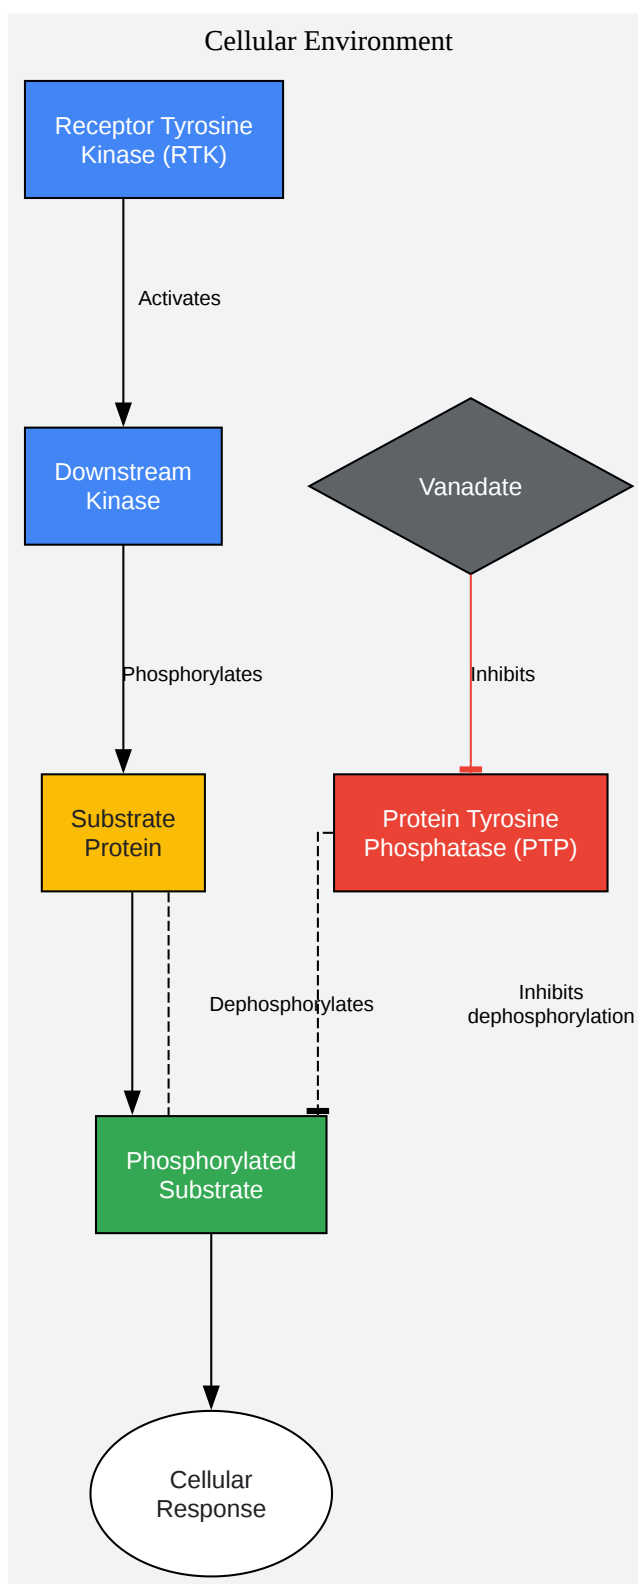 Cellular Environment
Receptor Tyrosine
Kinase (RTK)
Activates
Downstream
Kinase
Vanadate
Phosphorylates
Inhibits
Substrate
Protein
Protein Tyrosine
Phosphatase (PTP)
Dephosphorylates
Inhibits
dephosphorylation
Phosphorylated
Substrate
Cellular
Response